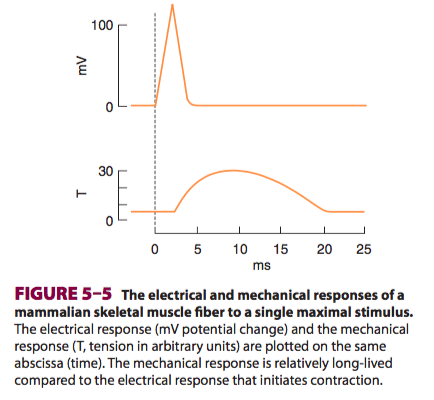 100
mV
0
30
T
0
0 5 10 15 20 25
ms
FIGURE 5–5 The electrical and mechanical responses of a
mammalian skeletal muscle fiber to a single maximal stimulus.
The electrical response (mV potential change) and the mechanical
response (T, tension in arbitrary units) are plotted on the same
abscissa (time). The mechanical response is relatively long-lived
compared to the electrical response that initiates contraction.